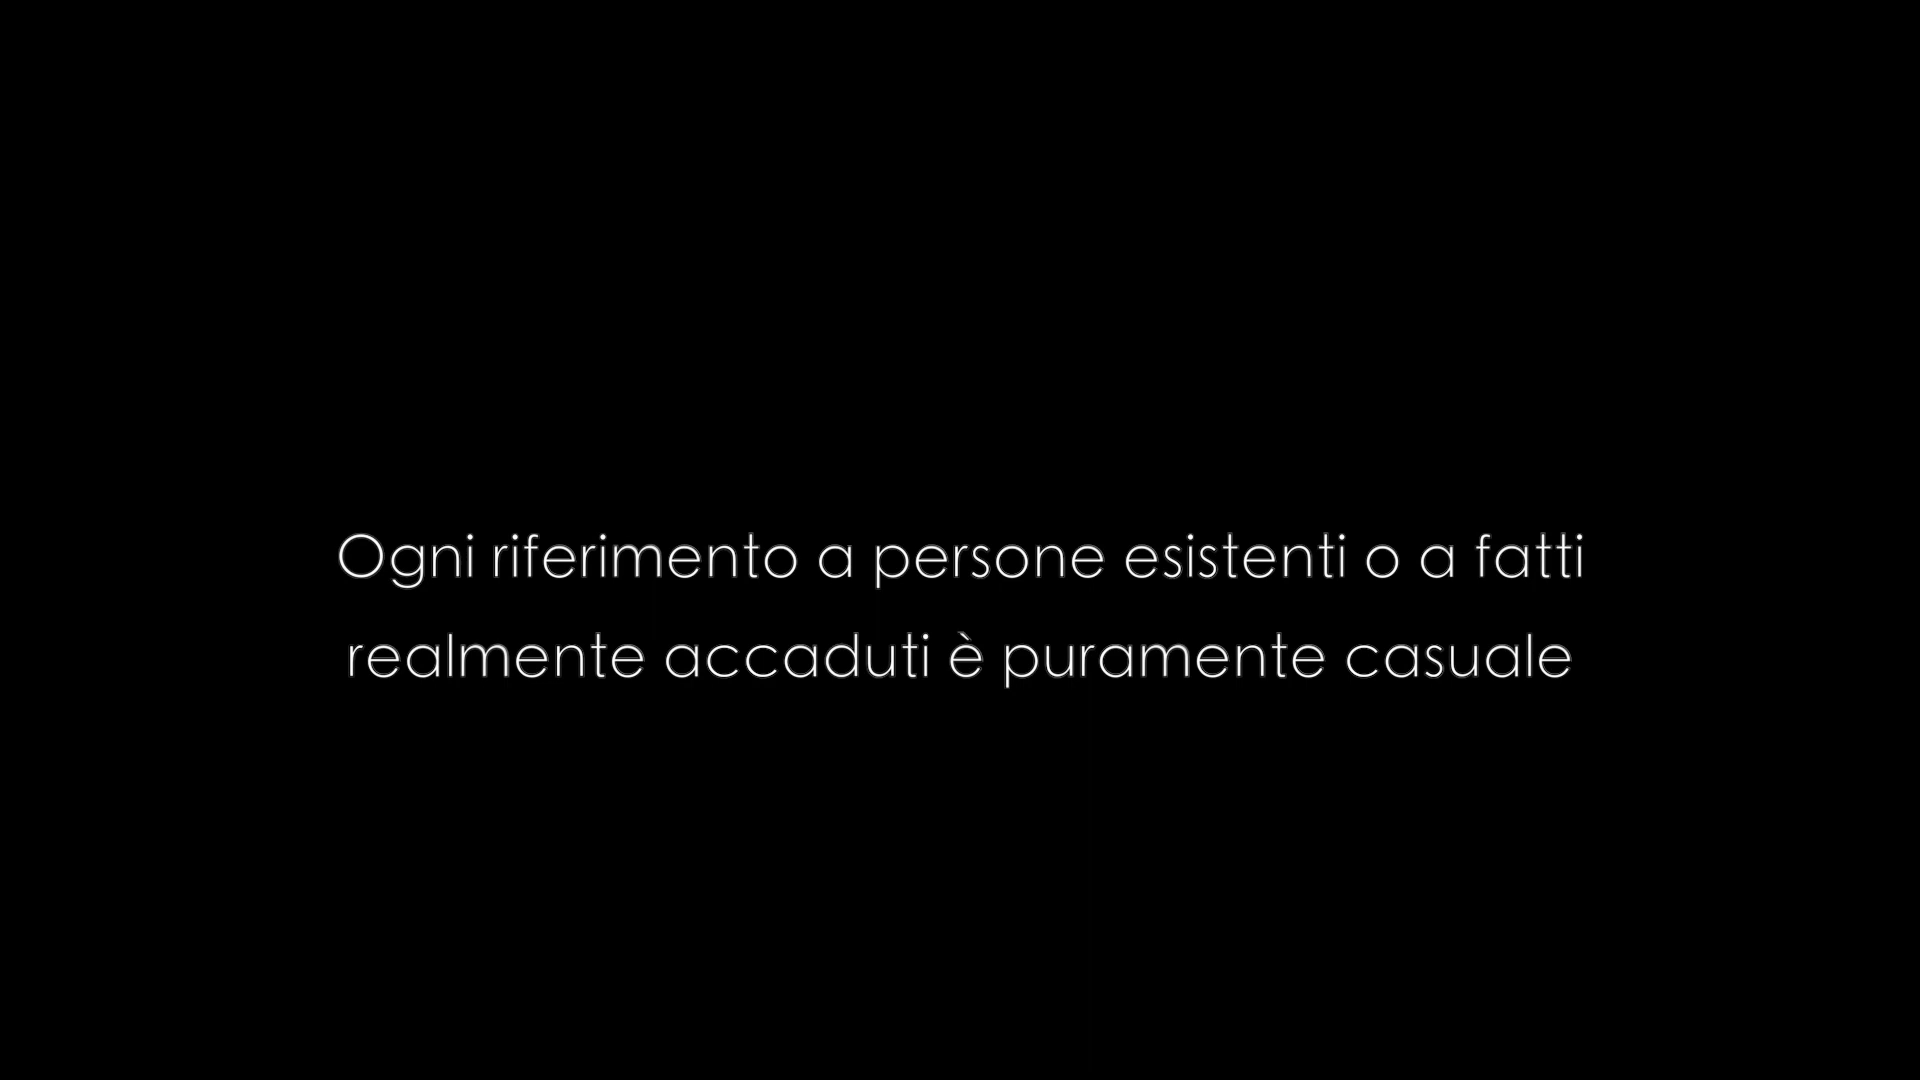 Ogni riferimento a persone esistenti o a fatti
realmente accaduti è puramente casuale